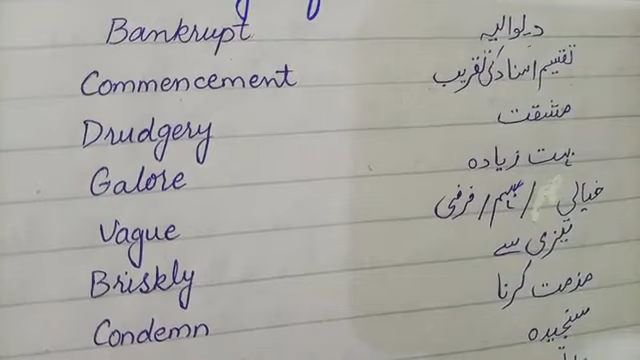 Bankrupt دیوالیہ
Commencement تقسیم اسناد کی تقریب
Drudgery مشقت
Galore بہت زیادہ
Vague خیالی / مبہم / فرضی
Briskly تیزی سے
Condemn مذمت کرنا
سنجیدہ